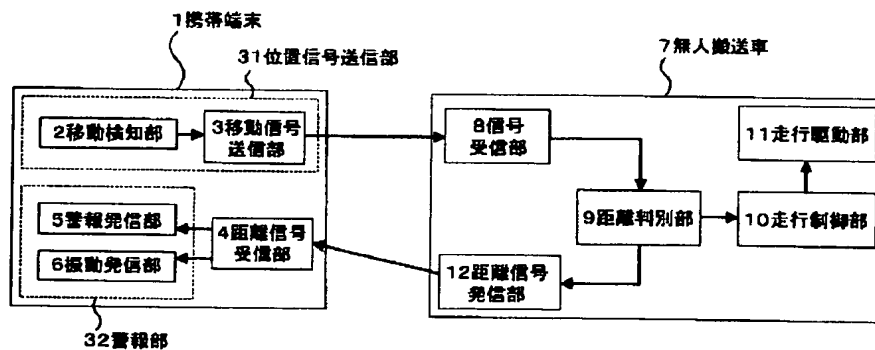 1携帯端末
31位置信号送信部
7無人搬送車
2移動検知部
3移動信号
送信部
8信号
受信部
11走行駆動部
5警報発信部
6振動発信部
4距離信号
受信部
9距離判別部
10走行制御部
12距離信号
発信部
32警報部